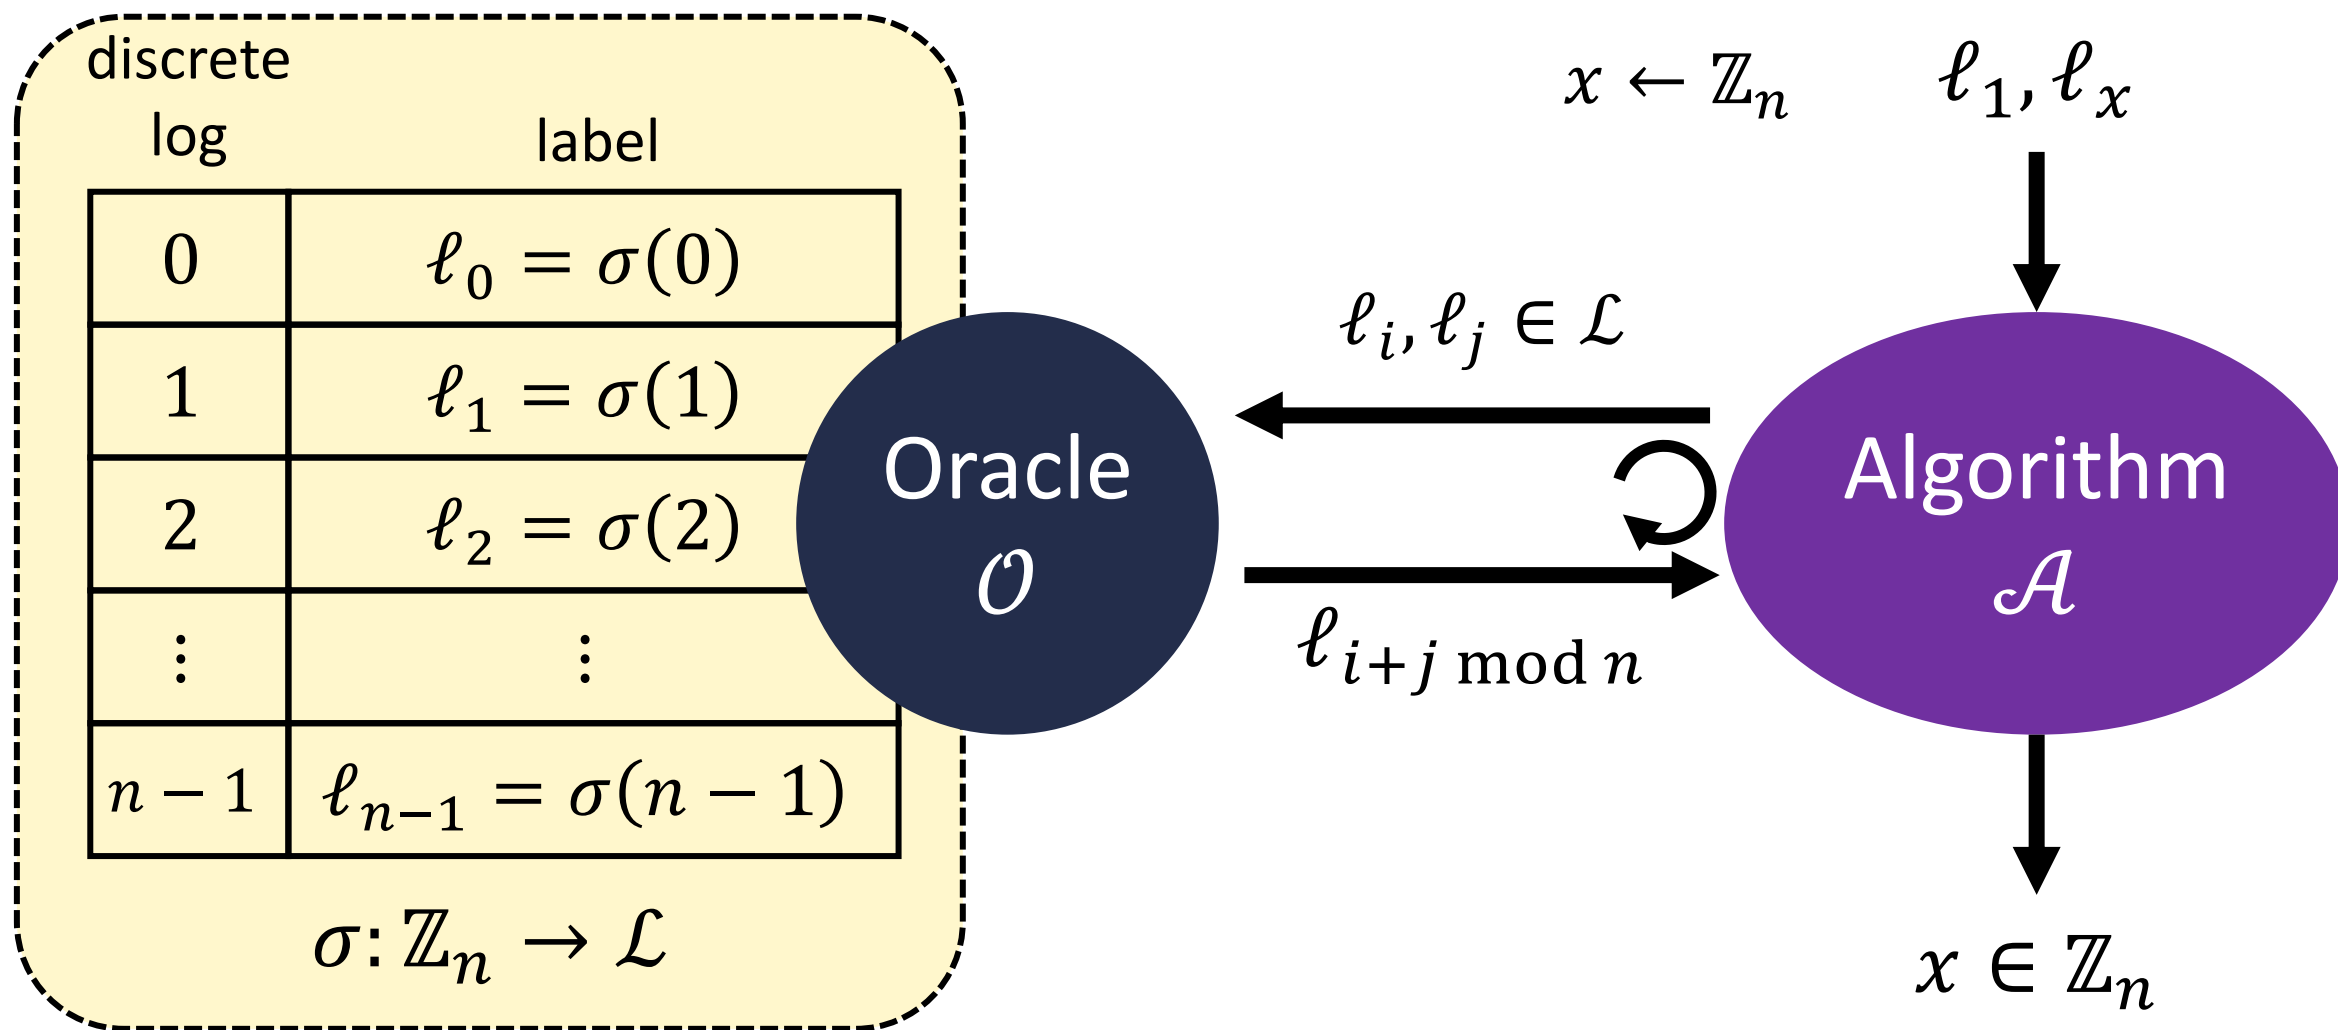 discrete
log label
0 ℓ₀ = σ(0)
1 ℓ₁ = σ(1)
2 ℓ₂ = σ(2)
⋮ ⋮
n − 1 ℓₙ₋₁ = σ(n − 1)
σ: ℤₙ → ℒ
Oracle
𝒪
x ← ℤₙ ℓ₁, ℓₓ
ℓᵢ, ℓⱼ ∈ ℒ
ℓ_{i+j mod n}
Algorithm
𝒜
x ∈ ℤₙ